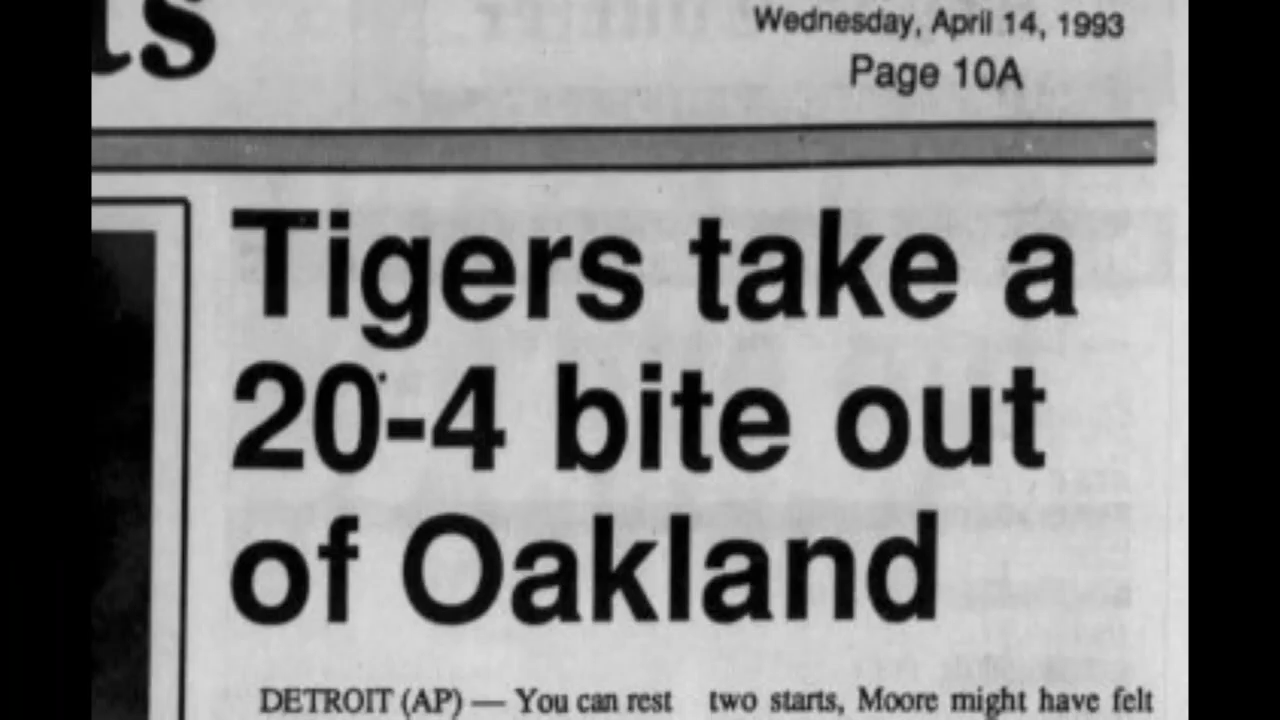 Wednesday, April 14, 1993
Page 10A
Tigers take a
20-4 bite out
of Oakland
DETROIT (AP) — You can rest
two starts, Moore might have felt